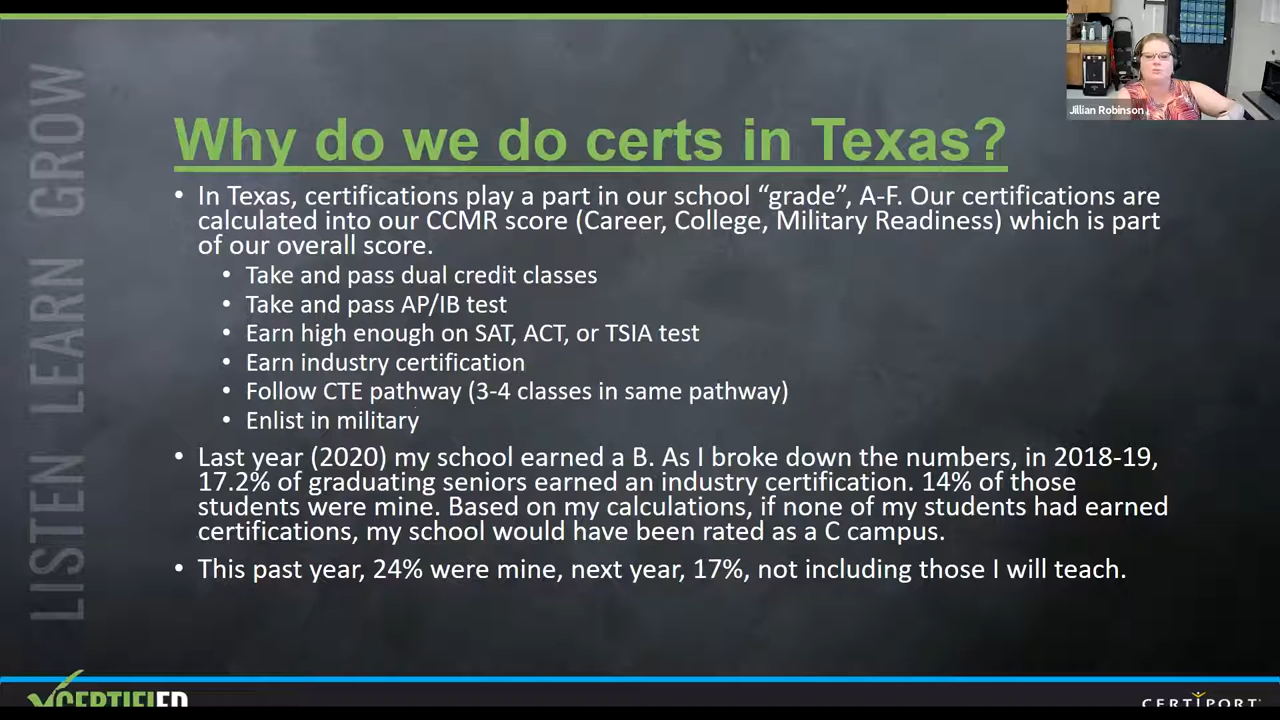 Jillian Robinson
LISTEN LEARN GROW
Why do we do certs in Texas?
• In Texas, certifications play a part in our school “grade”, A-F. Our certifications are
calculated into our CCMR score (Career, College, Military Readiness) which is part
of our overall score.
• Take and pass dual credit classes
• Take and pass AP/IB test
• Earn high enough on SAT, ACT, or TSIA test
• Earn industry certification
• Follow CTE pathway (3-4 classes in same pathway)
• Enlist in military
• Last year (2020) my school earned a B. As I broke down the numbers, in 2018-19,
17.2% of graduating seniors earned an industry certification. 14% of those
students were mine. Based on my calculations, if none of my students had earned
certifications, my school would have been rated as a C campus.
• This past year, 24% were mine, next year, 17%, not including those I will teach.
CERTIFIED
CERTIPORT